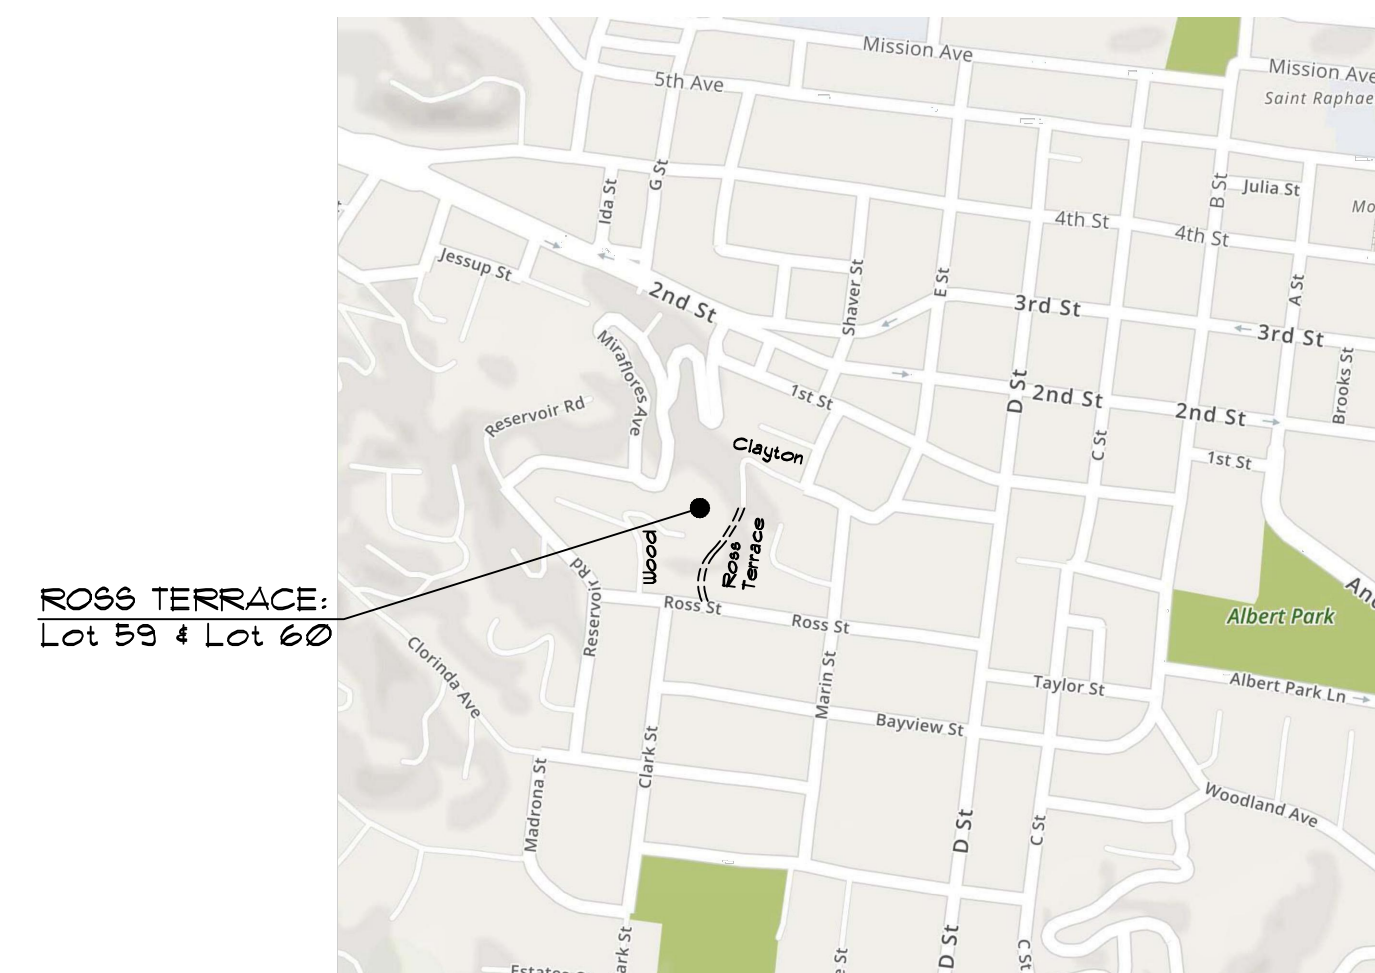 Mission Ave
Mission Ave
5th Ave
Saint Raphae
Ida St
G St
B St
Julia St
Mo
4th St
4th St
Jessup St
2nd St
Shaver St
E St
3rd St
A St
3rd St
Miraflores Ave
1st St
D St
2nd St
2nd St
Brooks St
Reservoir Rd
Clayton
C St
1st St
Wood
Ross
Terrace
Reservoir Rd
ROSS TERRACE:
Lot 59 & Lot 60
Ross St
Ross St
Albert Park
Clorinda Ave
Marin St
Taylor St
Albert Park Ln
Bayview St
Clark St
Madrona St
Woodland Ave
D St
C St
ark St
D St
C St
e St
Estates